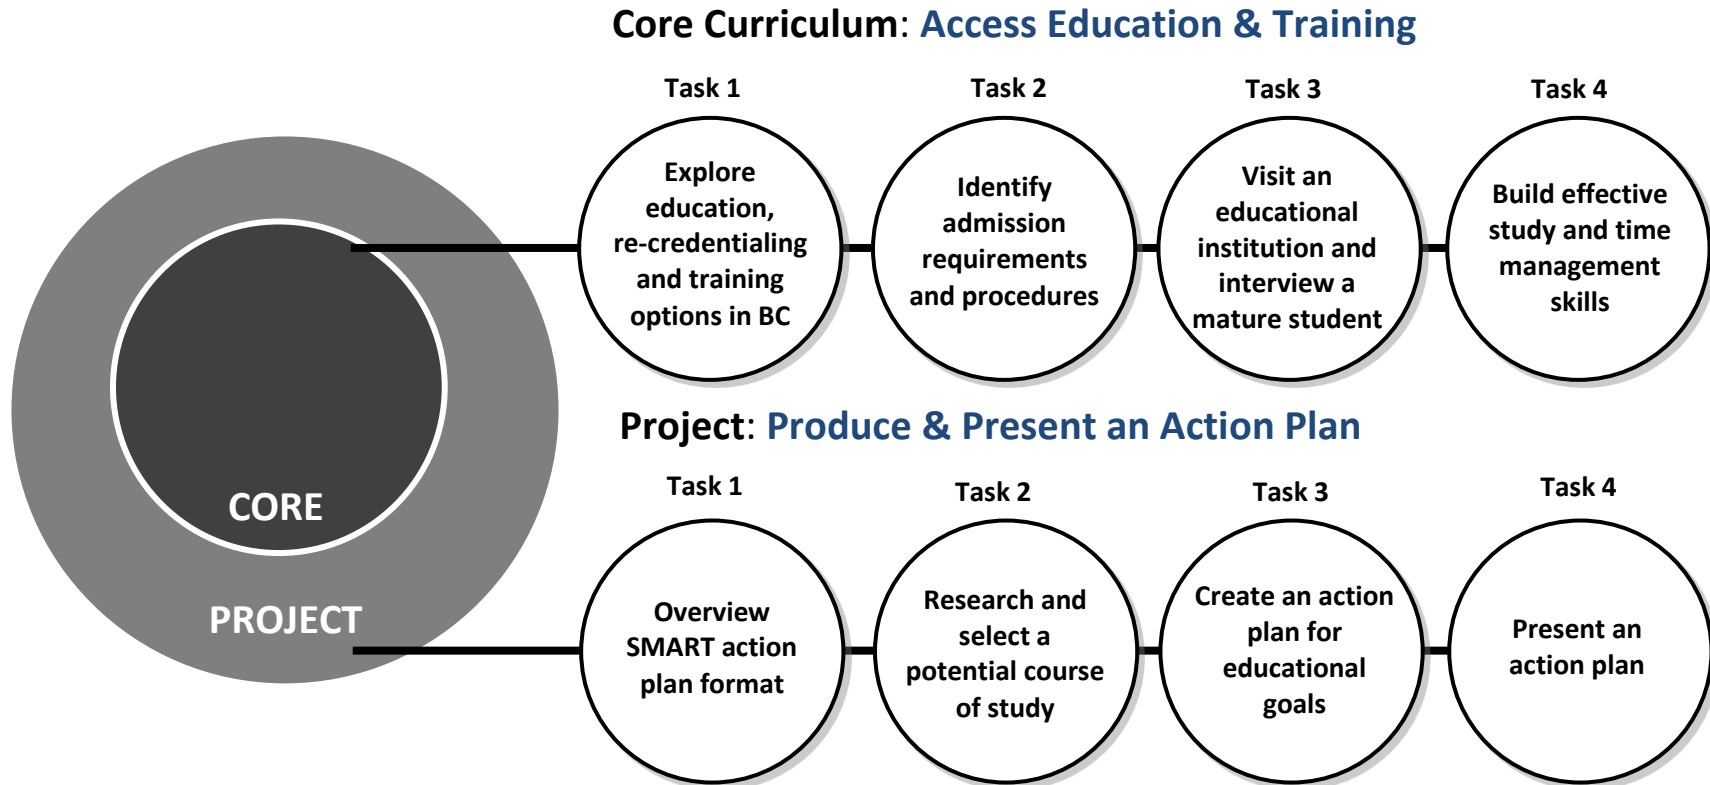 Core Curriculum: Access Education & Training
Task 1
Task 2
Task 3
Task 4
Explore
education,
re-credentialing
and training
options in BC
Identify
admission
requirements
and procedures
Visit an
educational
institution and
interview a
mature student
Build effective
study and time
management
skills
CORE
PROJECT
Project: Produce & Present an Action Plan
Task 1
Task 2
Task 3
Task 4
Overview
SMART action
plan format
Research and
select a
potential course
of study
Create an action
plan for
educational
goals
Present an
action plan